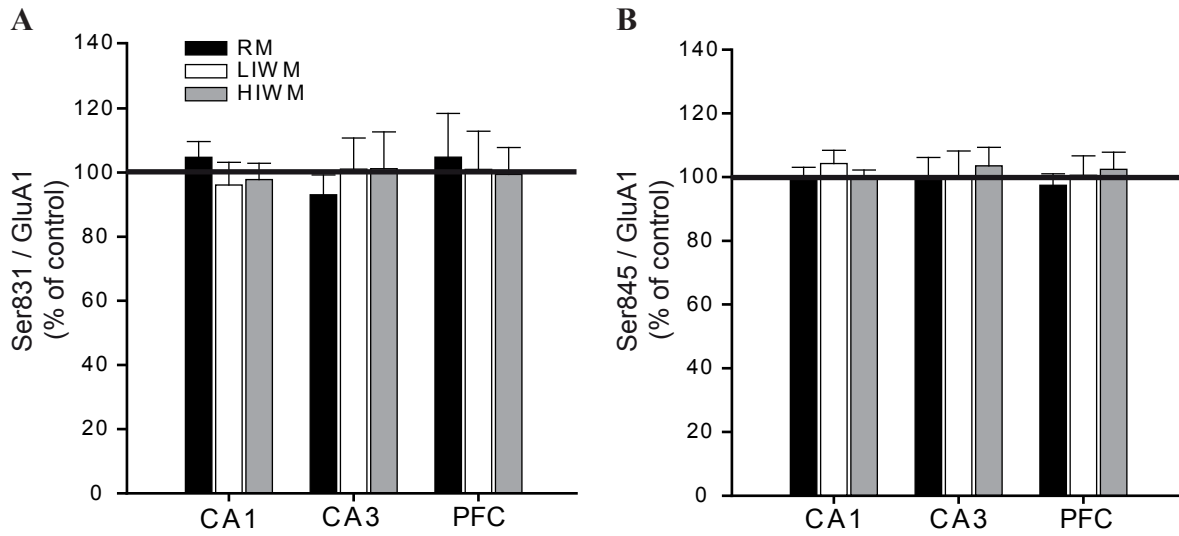 A
Ser831 / GluA1
(% of control)
140
120
100
80
60
40
20
0
RM
LIWM
HIWM
CA1
CA3
PFC
B
Ser845 / GluA1
(% of control)
140
120
100
80
60
40
20
0
CA1
CA3
PFC